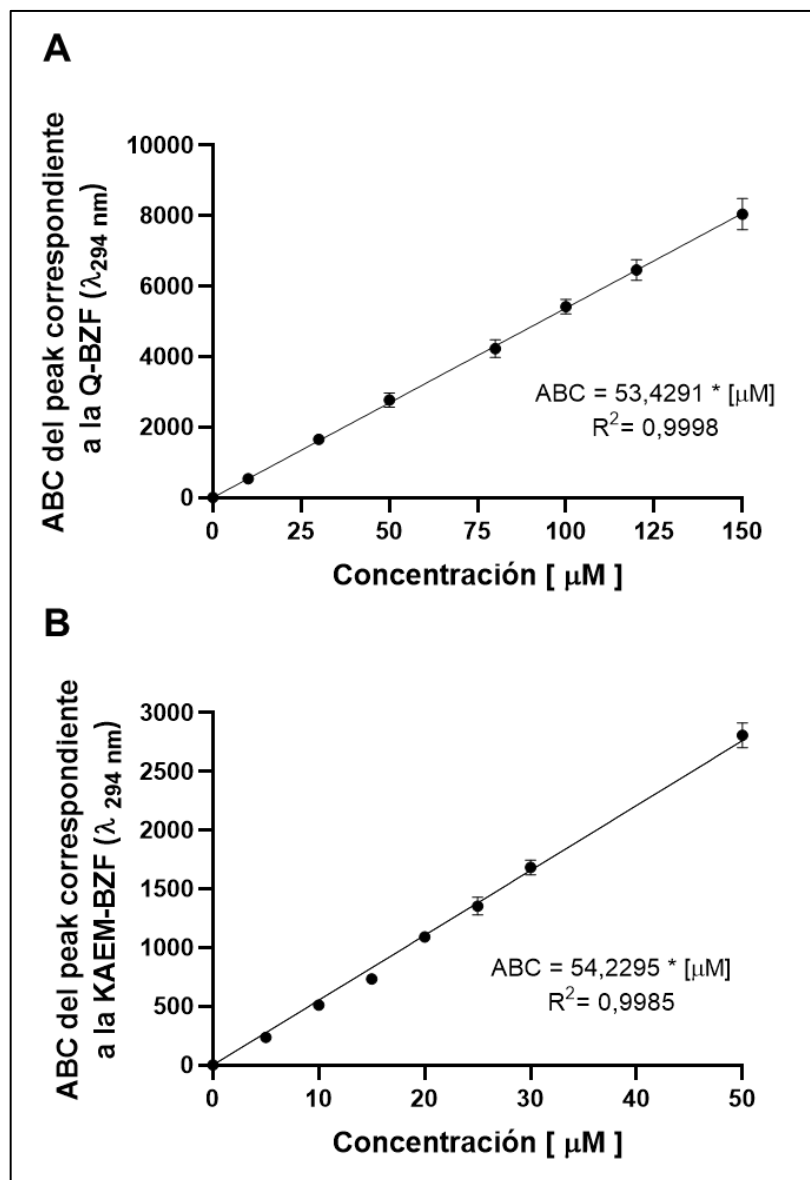 A
ABC del peak correspondiente
a la Q-BZF (λ294 nm)
10000
8000
6000
4000
2000
0
ABC = 53,4291 * [μM]
R2= 0,9998
0 25 50 75 100 125 150
Concentración [ μM ]
B
ABC del peak correspondiente
a la KAEM-BZF (λ 294 nm)
3000
2500
2000
1500
1000
500
0
ABC = 54,2295 * [μM]
R2= 0,9985
0 10 20 30 40 50
Concentración [ μM ]